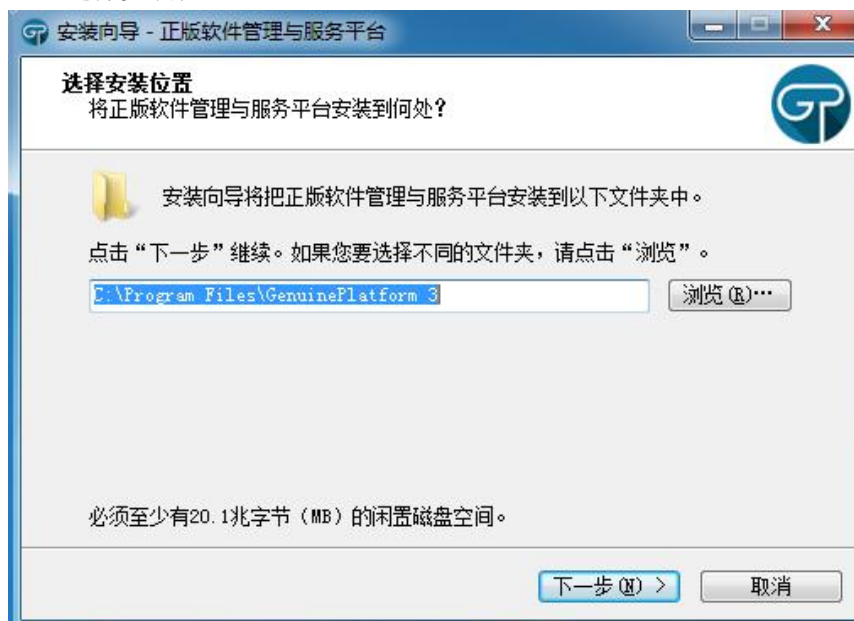 安装向导 - 正版软件管理与服务平台
选择安装位置
将正版软件管理与服务平台安装到何处?
安装向导将把正版软件管理与服务平台安装到以下文件夹中。
点击“下一步”继续。如果您要选择不同的文件夹，请点击“浏览”。
C:\Program Files\GenuinePlatform 3
浏览(R)…
必须至少有20.1兆字节（MB）的闲置磁盘空间。
下一步(N) >
取消